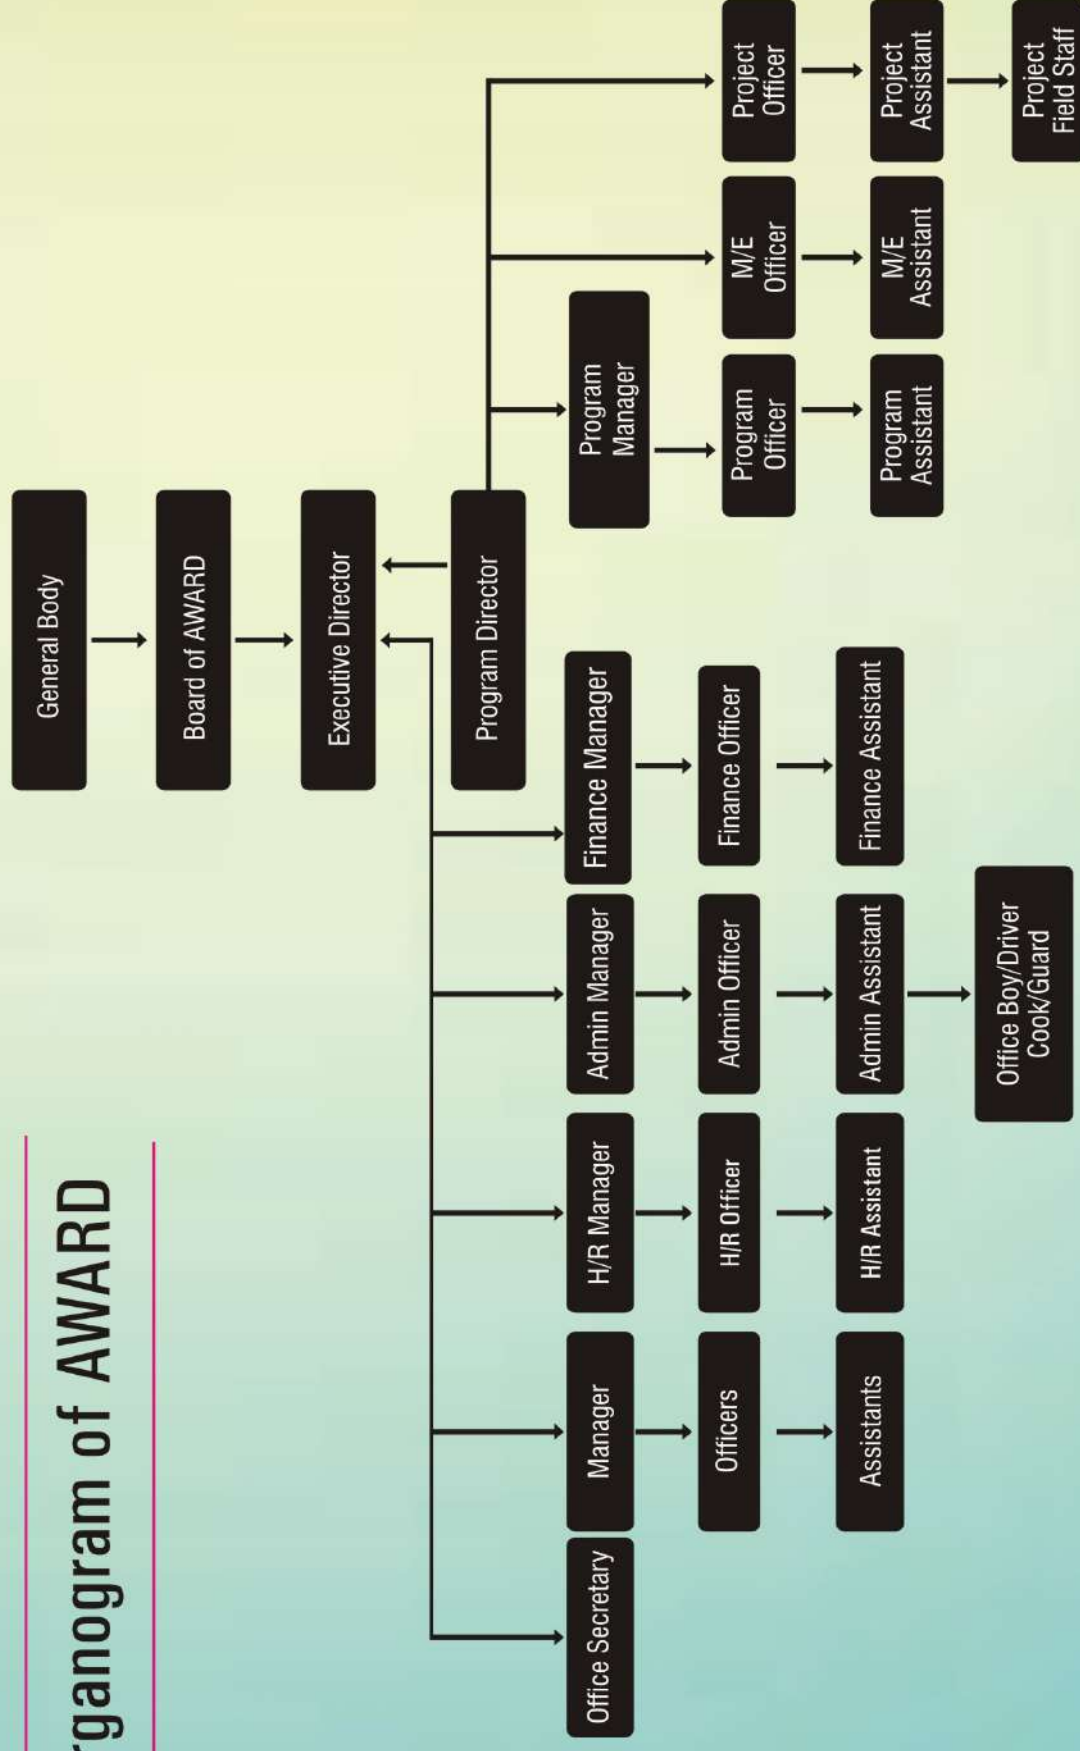 rganogram of AWARD
General Body
Board of AWARD
Executive Director
Program Director
Office Secretary
Manager
H/R Manager
Admin Manager
Finance Manager
Program
Manager
Officers
H/R Officer
Admin Officer
Finance Officer
Program
Officer
M/E
Officer
Project
Officer
Assistants
H/R Assistant
Admin Assistant
Finance Assistant
Program
Assistant
M/E
Assistant
Project
Assistant
Office Boy/Driver
Cook/Guard
Project
Field Staff